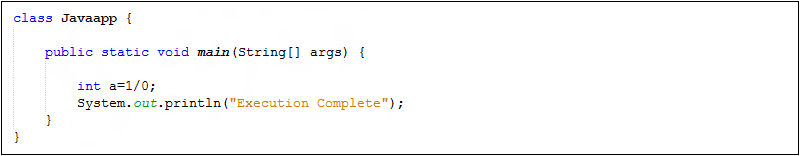 class Javaapp {
public static void main(String[] args) {
int a=1/0;
System.out.println("Execution Complete");
}
}